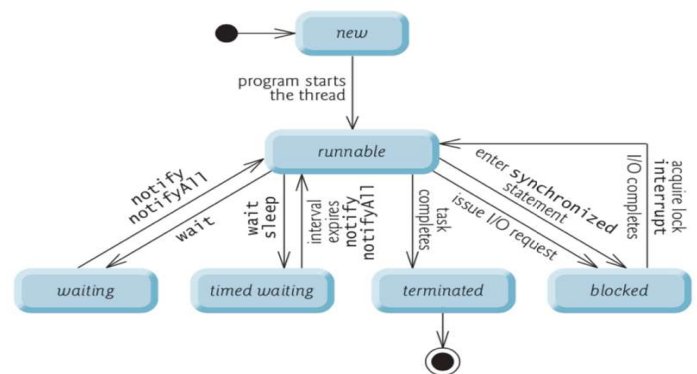 new
program starts
the thread
runnable
notify
notifyAll
wait
wait
sleep
interval
expires
notify
notifyAll
task
completes
enter synchronized
statement
issue I/O request
I/O completes
interrupt
acquire lock
waiting
timed waiting
terminated
blocked